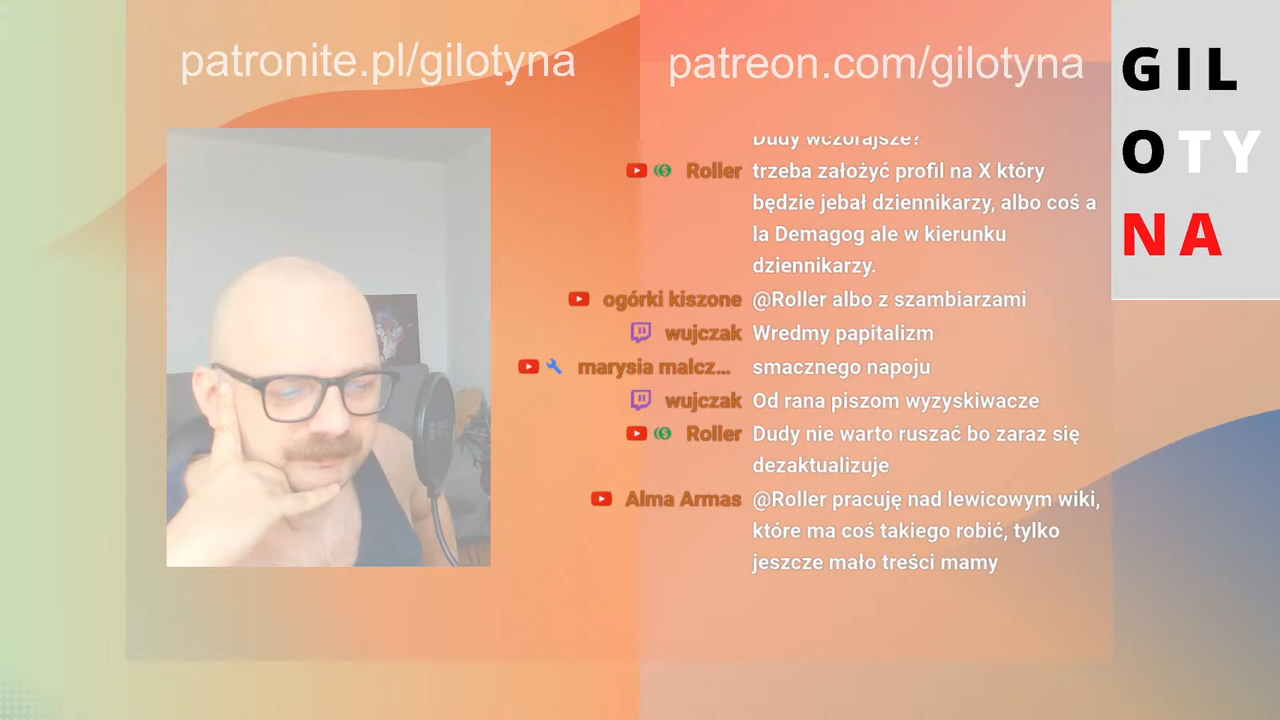 patronite.pl/gilotyna
patreon.com/gilotyna
GIL
OTY
NA
Dudy wczorajsze?
Roller trzeba założyć profil na X który
będzie jebał dziennikarzy, albo coś a
la Demagog ale w kierunku
dziennikarzy.
ogórki kiszone @Roller albo z szambiarzami
wujczak Wredmy papitalizm
marysia malcz... smacznego napoju
wujczak Od rana piszom wyzyskiwacze
Roller Dudy nie warto ruszać bo zaraz się
dezaktualizuje
Alma Armas @Roller pracuję nad lewicowym wiki,
które ma coś takiego robić, tylko
jeszcze mało treści mamy